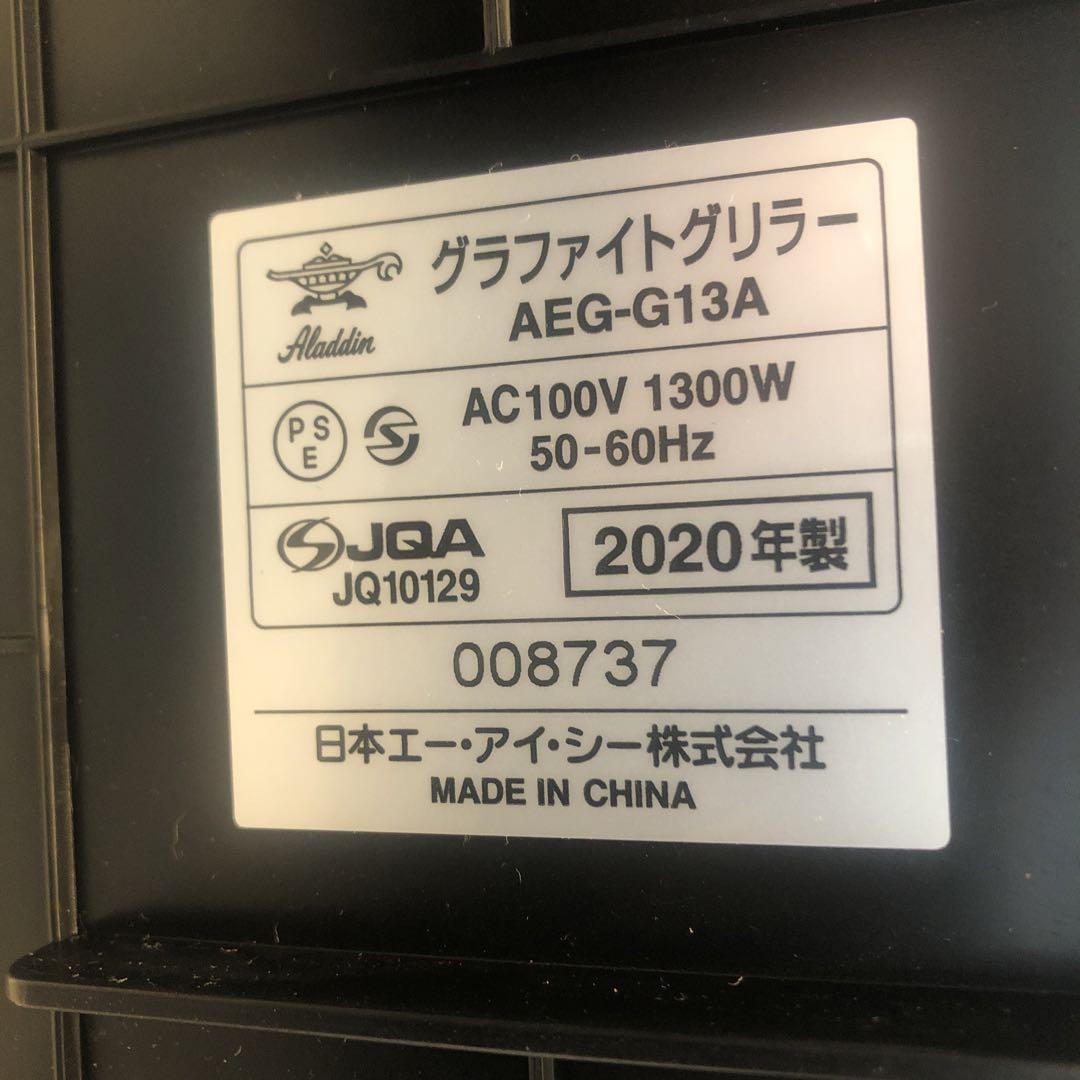 グラファイトグリラー
Aladdin
AEG-G13A
PSE
AC100V 1300W
50-60Hz
JQA
JQ10129
2020年製
008737
日本エー・アイ・シー株式会社
MADE IN CHINA